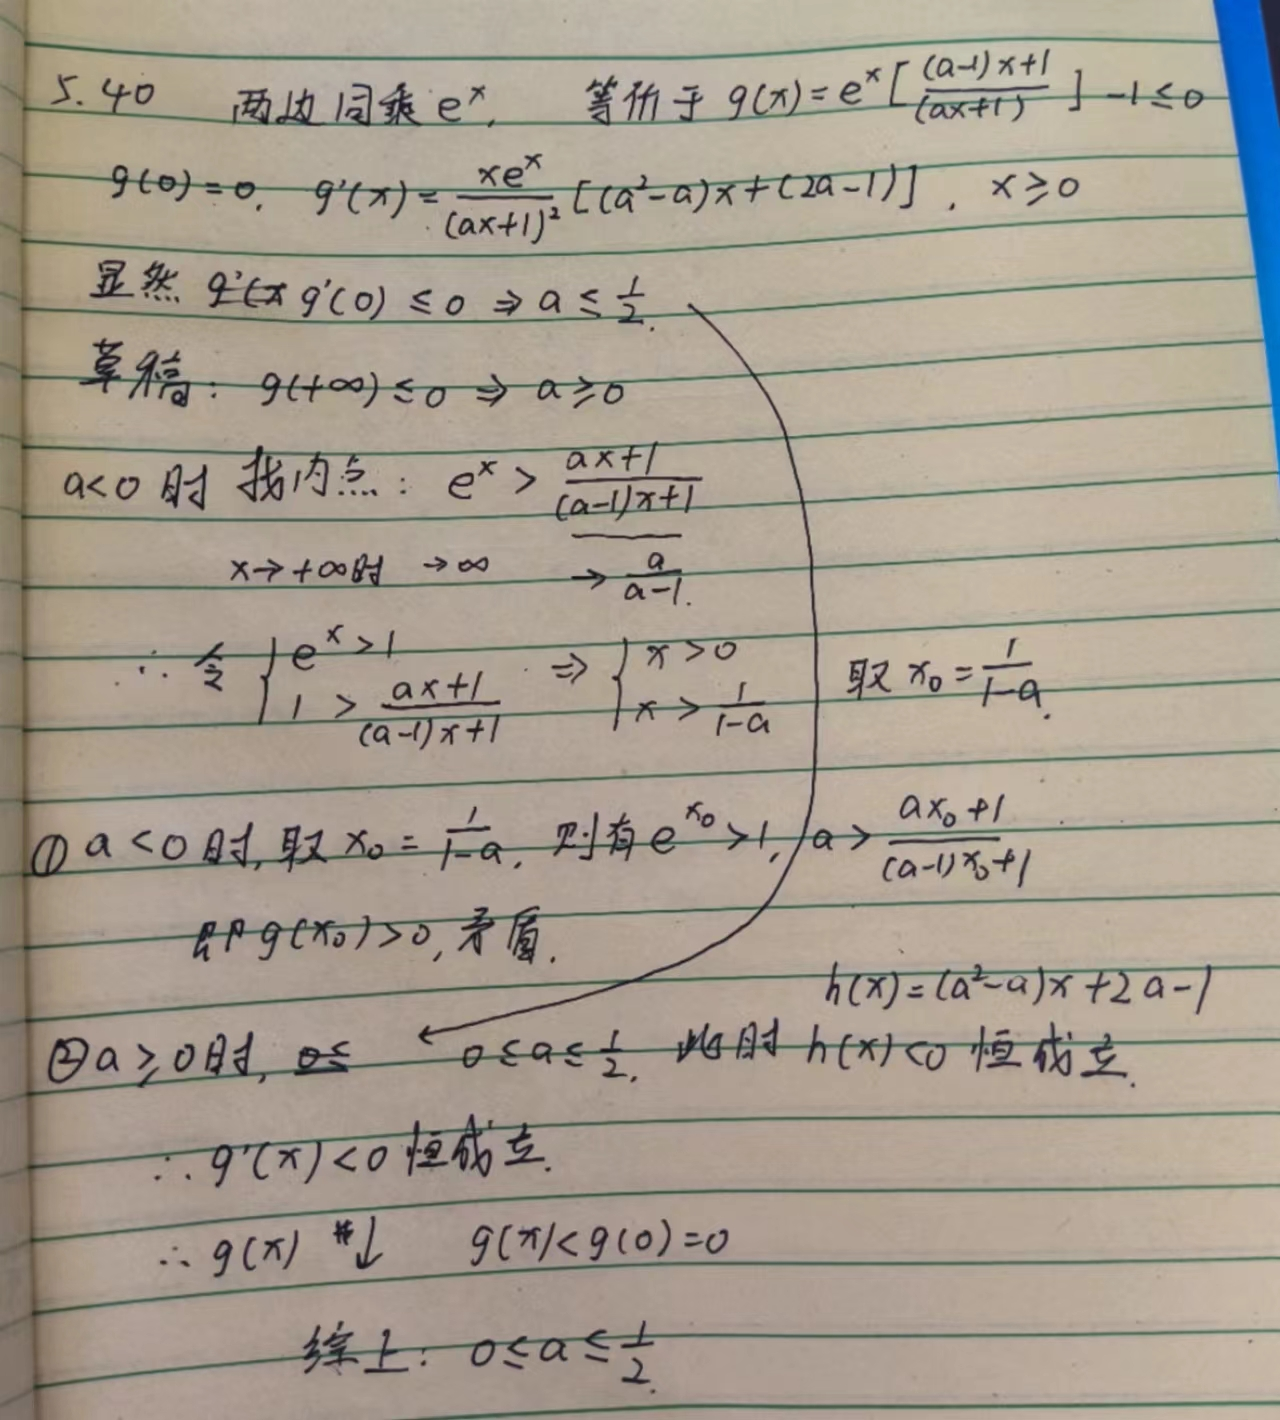 5.40 两边同乘 e^x, 等价于 g(x) = e^x [ ((a-1)x+1)/(ax+1) ] -1 ≤ 0
g(0)=0. g'(x) = xe^x/(ax+1)² [(a²-a)x+(2a-1)], x ≥ 0
显然 g'(x g'(0) ≤ 0 ⇒ a ≤ 1/2.
草稿: g(+∞) ≤ 0 ⇒ a ≥ 0
a<0 时 找内点: e^x > (ax+1)/((a-1)x+1)
x→+∞时 →∞ → a/(a-1).
∴ 令 { e^x > 1 ; 1 > (ax+1)/((a-1)x+1) ⇒ { x > 0 ; x > 1/(1-a) 取 x₀ = 1/(1-a).
① a < 0 时, 取 x₀ = 1/(1-a), 则有 e^(x₀) > 1, a > (ax₀+1)/((a-1)x₀+1)
即 g(x₀) > 0, 矛盾.
h(x) = (a²-a)x + 2a-1
② a ≥ 0 时, 0≤ 0 ≤ a ≤ 1/2. 此时 h(x) < 0 恒成立.
∴ g'(x) < 0 恒成立.
∴ g(x) ↓ g(x) < g(0) = 0
综上: 0 ≤ a ≤ 1/2.